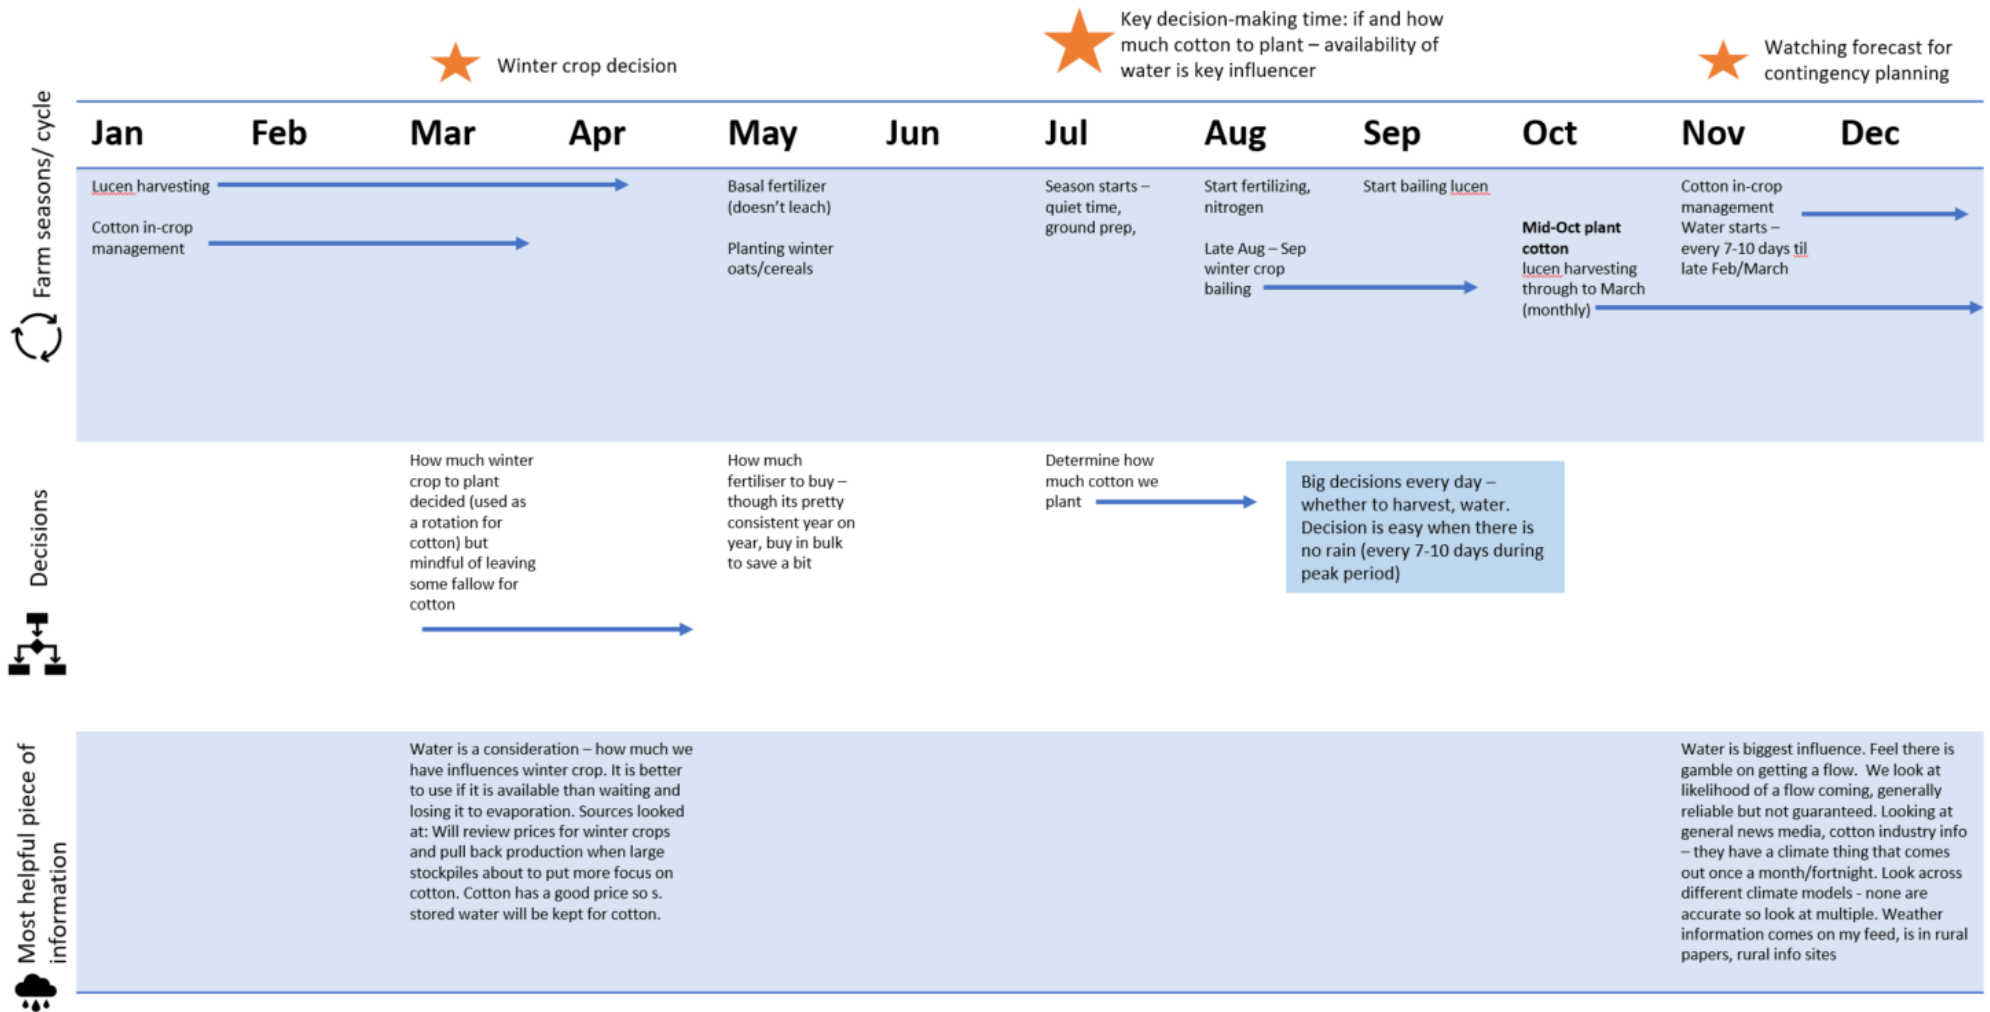 Winter crop decision
Key decision-making time: if and how
much cotton to plant – availability of
water is key influencer
Watching forecast for
contingency planning
Farm seasons/ cycle
Jan
Feb
Mar
Apr
May
Jun
Jul
Aug
Sep
Oct
Nov
Dec
Lucen harvesting
Cotton in-crop
management
Basal fertilizer
(doesn't leach)
Planting winter
oats/cereals
Season starts –
quiet time,
ground prep,
Start fertilizing,
nitrogen
Late Aug – Sep
winter crop
bailing
Start bailing lucen
Mid-Oct plant
cotton
lucen harvesting
through to March
(monthly)
Cotton in-crop
management
Water starts –
every 7-10 days til
late Feb/March
Decisions
How much winter
crop to plant
decided (used as
a rotation for
cotton) but
mindful of leaving
some fallow for
cotton
How much
fertiliser to buy –
though its pretty
consistent year on
year, buy in bulk
to save a bit
Determine how
much cotton we
plant
Big decisions every day –
whether to harvest, water.
Decision is easy when there is
no rain (every 7-10 days during
peak period)
Most helpful piece of
information
Water is a consideration – how much we
have influences winter crop. It is better
to use if it is available than waiting and
losing it to evaporation. Sources looked
at: Will review prices for winter crops
and pull back production when large
stockpiles about to put more focus on
cotton. Cotton has a good price so s.
stored water will be kept for cotton.
Water is biggest influence. Feel there is
gamble on getting a flow.  We look at
likelihood of a flow coming, generally
reliable but not guaranteed. Looking at
general news media, cotton industry info
– they have a climate thing that comes
out once a month/fortnight. Look across
different climate models - none are
accurate so look at multiple. Weather
information comes on my feed, is in rural
papers, rural info sites